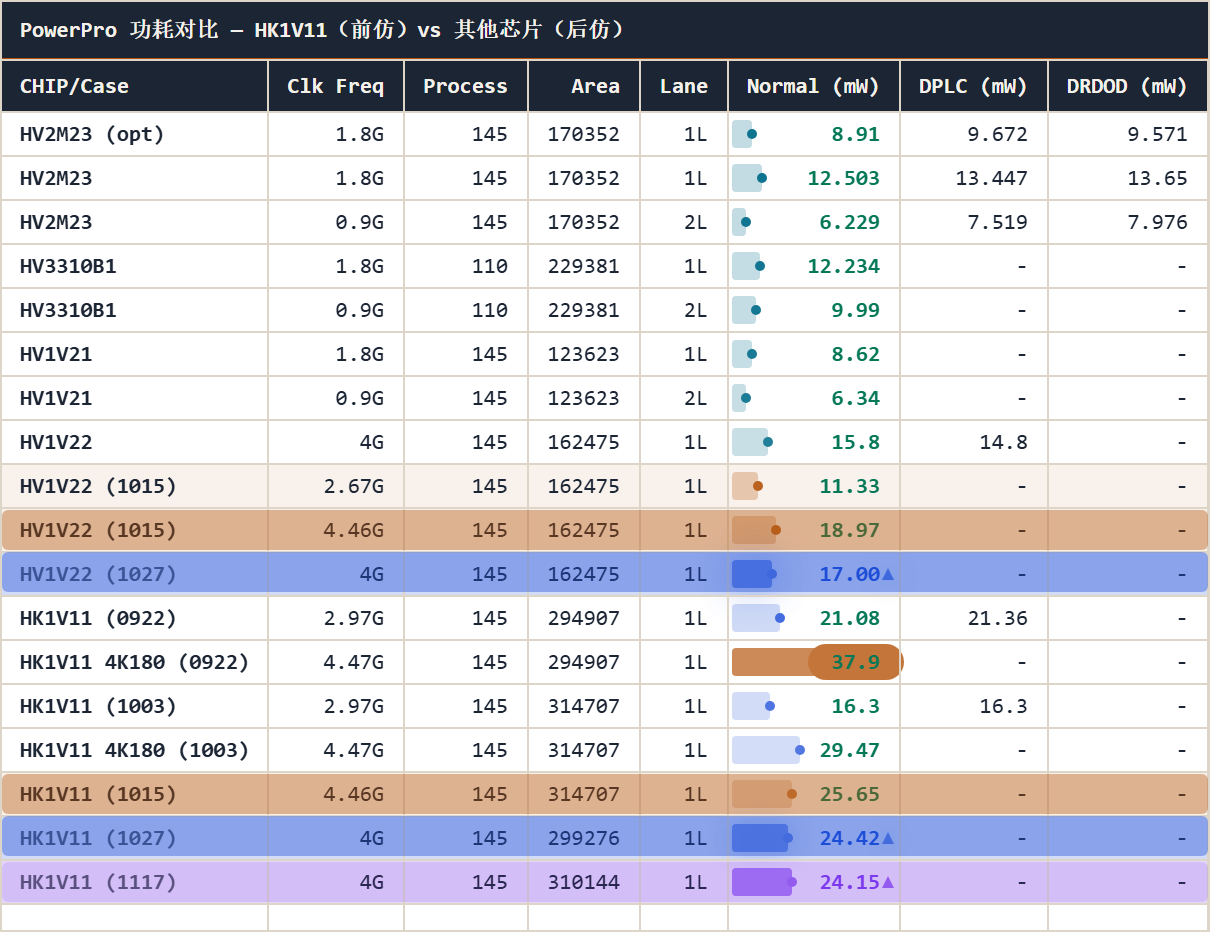 PowerPro 功耗对比 — HK1V11（前仿）vs 其他芯片（后仿）
CHIP/Case Clk Freq Process Area Lane Normal (mW) DPLC (mW) DRDOD (mW)
HV2M23 (opt) 1.8G 145 170352 1L 8.91 9.672 9.571
HV2M23 1.8G 145 170352 1L 12.503 13.447 13.65
HV2M23 0.9G 145 170352 2L 6.229 7.519 7.976
HV3310B1 1.8G 110 229381 1L 12.234 - -
HV3310B1 0.9G 110 229381 2L 9.99 - -
HV1V21 1.8G 145 123623 1L 8.62 - -
HV1V21 0.9G 145 123623 2L 6.34 - -
HV1V22 4G 145 162475 1L 15.8 14.8 -
HV1V22 (1015) 2.67G 145 162475 1L 11.33 - -
HV1V22 (1015) 4.46G 145 162475 1L 18.97 - -
HV1V22 (1027) 4G 145 162475 1L 17.00▲ - -
HK1V11 (0922) 2.97G 145 294907 1L 21.08 21.36 -
HK1V11 4K180 (0922) 4.47G 145 294907 1L 37.9 - -
HK1V11 (1003) 2.97G 145 314707 1L 16.3 16.3 -
HK1V11 4K180 (1003) 4.47G 145 314707 1L 29.47 - -
HK1V11 (1015) 4.46G 145 314707 1L 25.65 - -
HK1V11 (1027) 4G 145 299276 1L 24.42▲ - -
HK1V11 (1117) 4G 145 310144 1L 24.15▲ - -